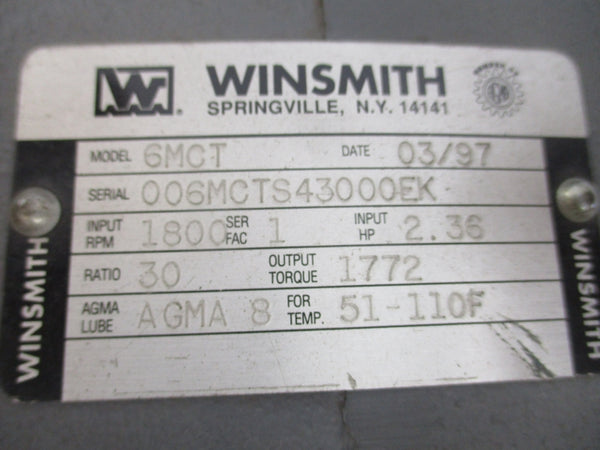 W
WINSMITH
SPRINGVILLE, N.Y. 14141
MODEL 6MCT DATE 03/97
SERIAL 006MCTS43000EK
INPUT RPM 1800 SER FAC 1 INPUT HP 2.36
RATIO 30 OUTPUT TORQUE 1772
AGMA LUBE AGMA 8 FOR TEMP. 51-110F
WINSMITH
WINSMITH